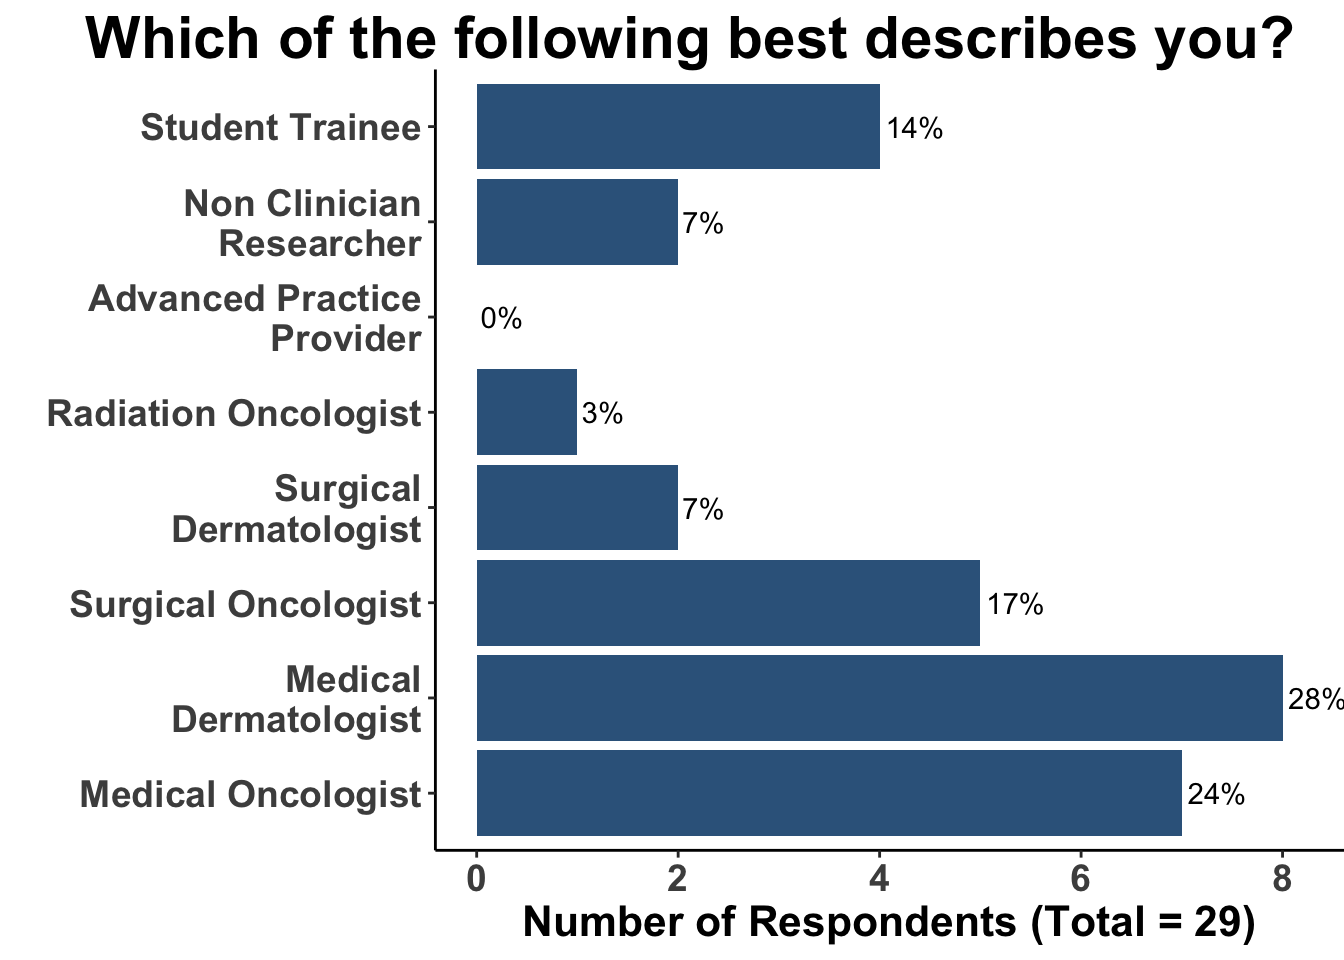 Which of the following best describes you?
Student Trainee
14%
Non Clinician
Researcher
7%
Advanced Practice
Provider
0%
Radiation Oncologist
3%
Surgical
Dermatologist
7%
Surgical Oncologist
17%
Medical
Dermatologist
28%
Medical Oncologist
24%
0 2 4 6 8
Number of Respondents (Total = 29)